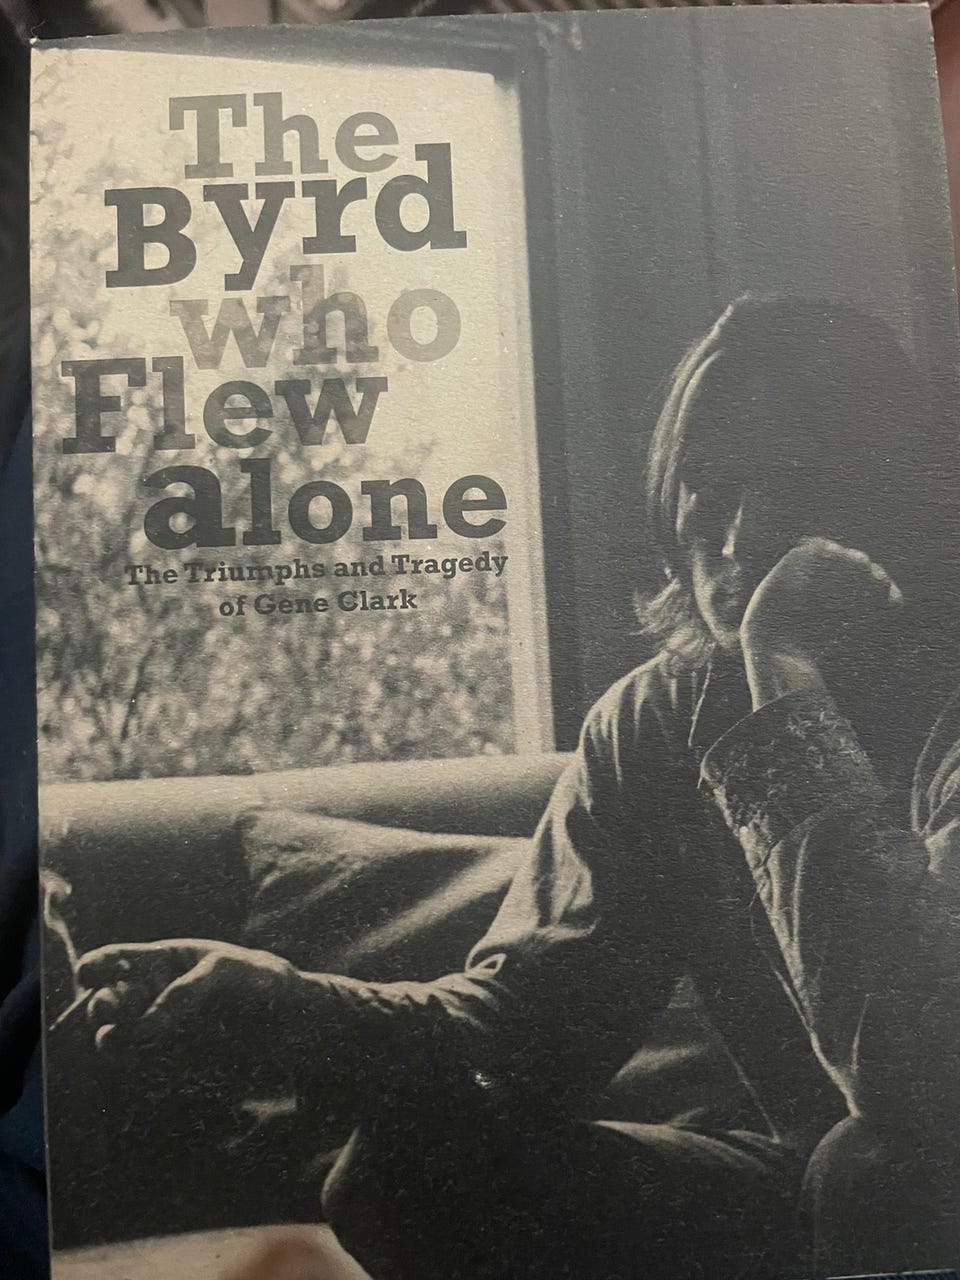 The
Byrd
who
Flew
alone
The Triumphs and Tragedy
of Gene Clark